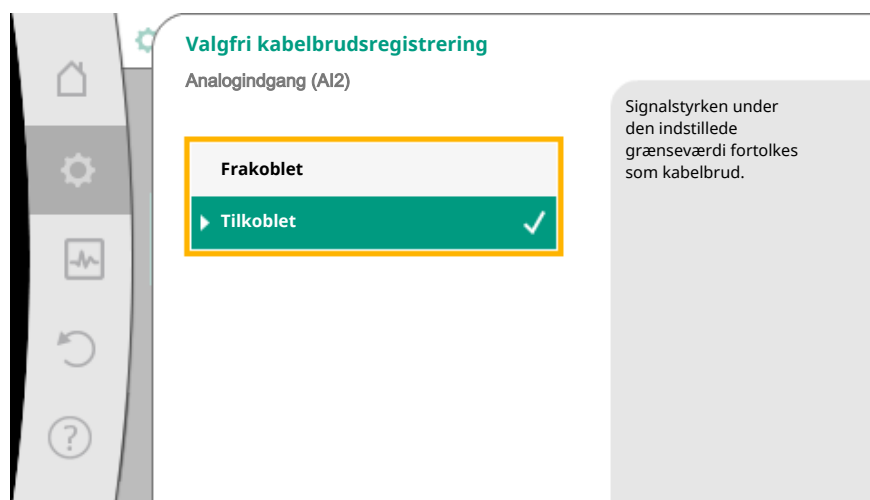 Valgfri kabelbrudsregistrering
Analogindgang (AI2)
Frakoblet
Tilkoblet
Signalstyrken under
den indstillede
grænseværdi fortolkes
som kabelbrud.
?